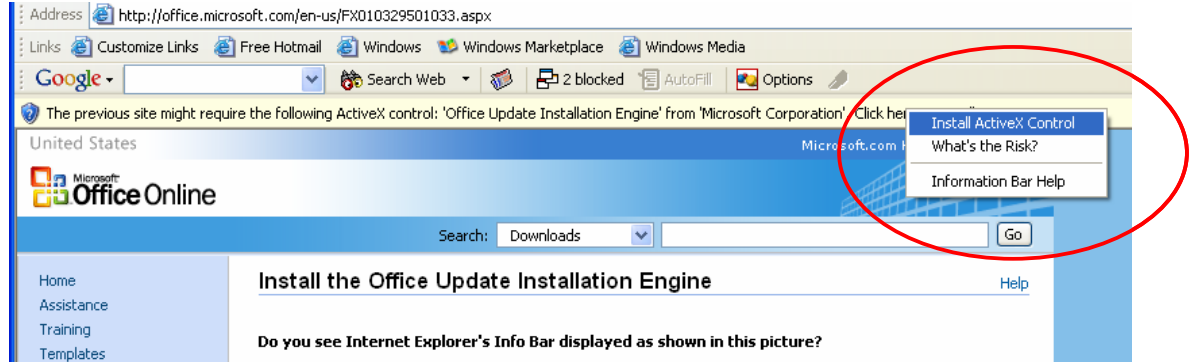 Address http://office.microsoft.com/en-us/FX010329501033.aspx
Links Customize Links Free Hotmail Windows Windows Marketplace Windows Media
Google Search Web 2 blocked AutoFill Options
The previous site might require the following ActiveX control: 'Office Update Installation Engine' from 'Microsoft Corporation'. Click
Install ActiveX Control
United States Microsoft.com
What's the Risk?
Information Bar Help
Microsoft
Office Online
Search: Downloads Go
Home Install the Office Update Installation Engine Help
Assistance
Training
Do you see Internet Explorer's Info Bar displayed as shown in this picture?
Templates